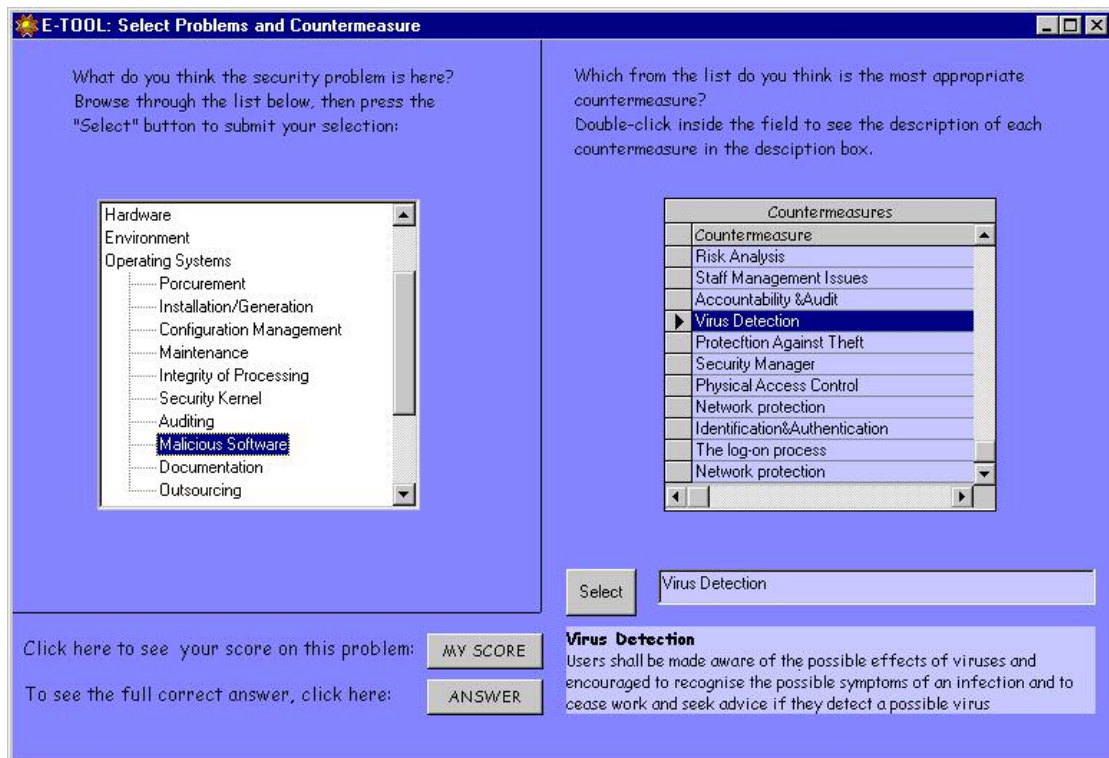 E-TOOL: Select Problems and Countermeasure
What do you think the security problem is here?
Browse through the list below, then press the
"Select" button to submit your selection:
Hardware
Environment
Operating Systems
Porcurement
Installation/Generation
Configuration Management
Maintenance
Integrity of Processing
Security Kernel
Auditing
Malicious Software
Documentation
Outsourcing
Click here to see your score on this problem:
MY SCORE
To see the full correct answer, click here:
ANSWER
Which from the list do you think is the most appropriate
countermeasure?
Double-click inside the field to see the description of each
countermeasure in the desciption box.
Countermeasures
Countermeasure
Risk Analysis
Staff Management Issues
Accountability &Audit
Virus Detection
Protecftion Against Theft
Security Manager
Physical Access Control
Network protection
Identification&Authentication
The log-on process
Network protection
Select
Virus Detection
Virus Detection
Users shall be made aware of the possible effects of viruses and
encouraged to recognise the possible symptoms of an infection and to
cease work and seek advice if they detect a possible virus